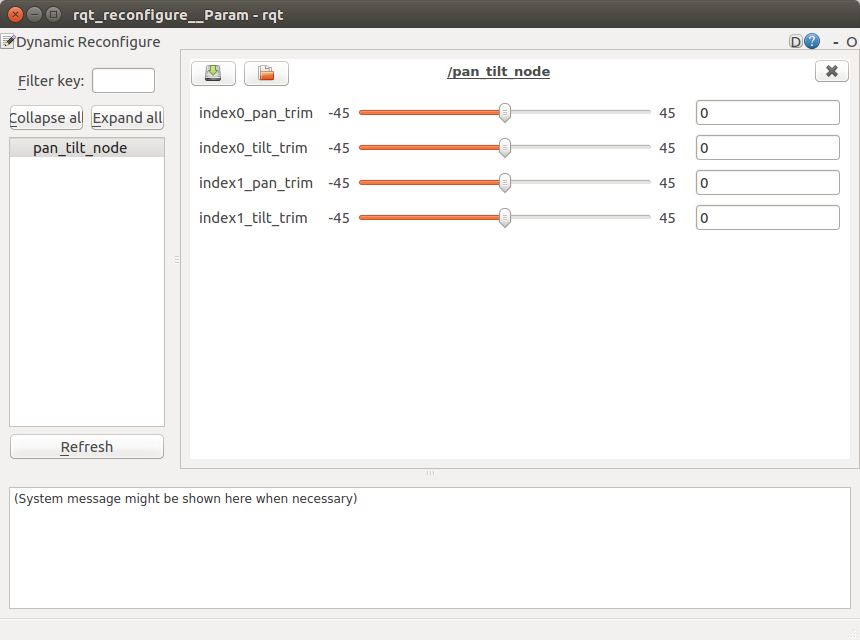 rqt_reconfigure__Param - rqt
Dynamic Reconfigure
D ? - O
Filter key:
Collapse al
Expand all
pan_tilt_node
Refresh
/pan_tilt_node
index0_pan_trim -45 45 0
index0_tilt_trim -45 45 0
index1_pan_trim -45 45 0
index1_tilt_trim -45 45 0
(System message might be shown here when necessary)